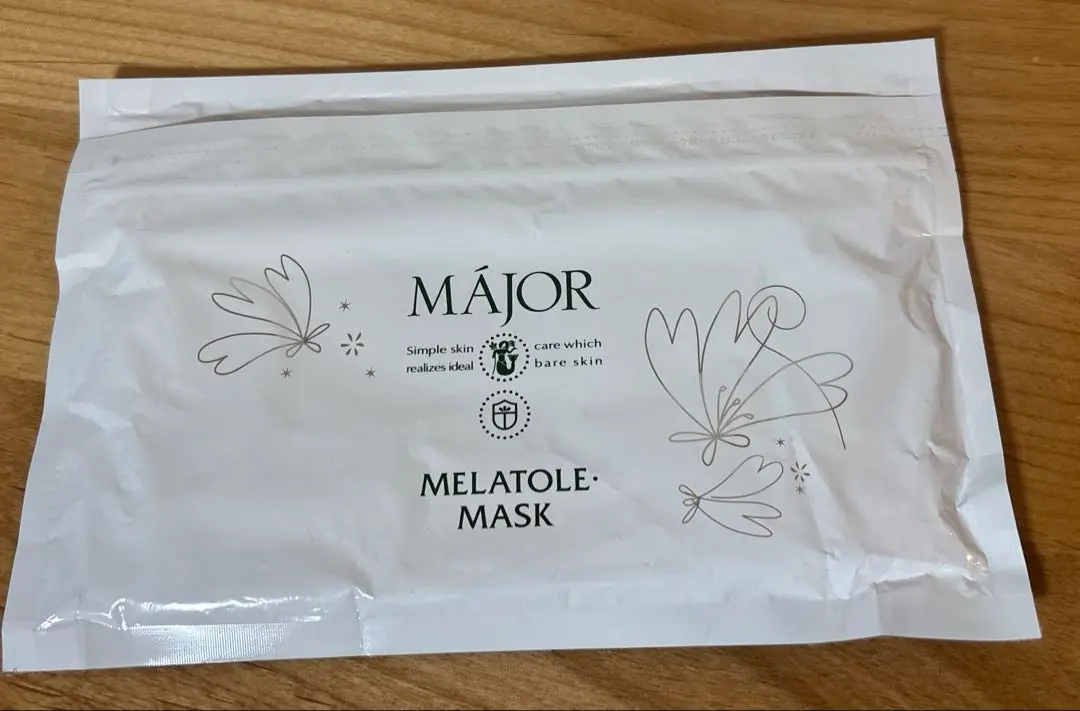 MÁJOR
Simple skin care which
realizes ideal bare skin
MELATOLE·
MASK